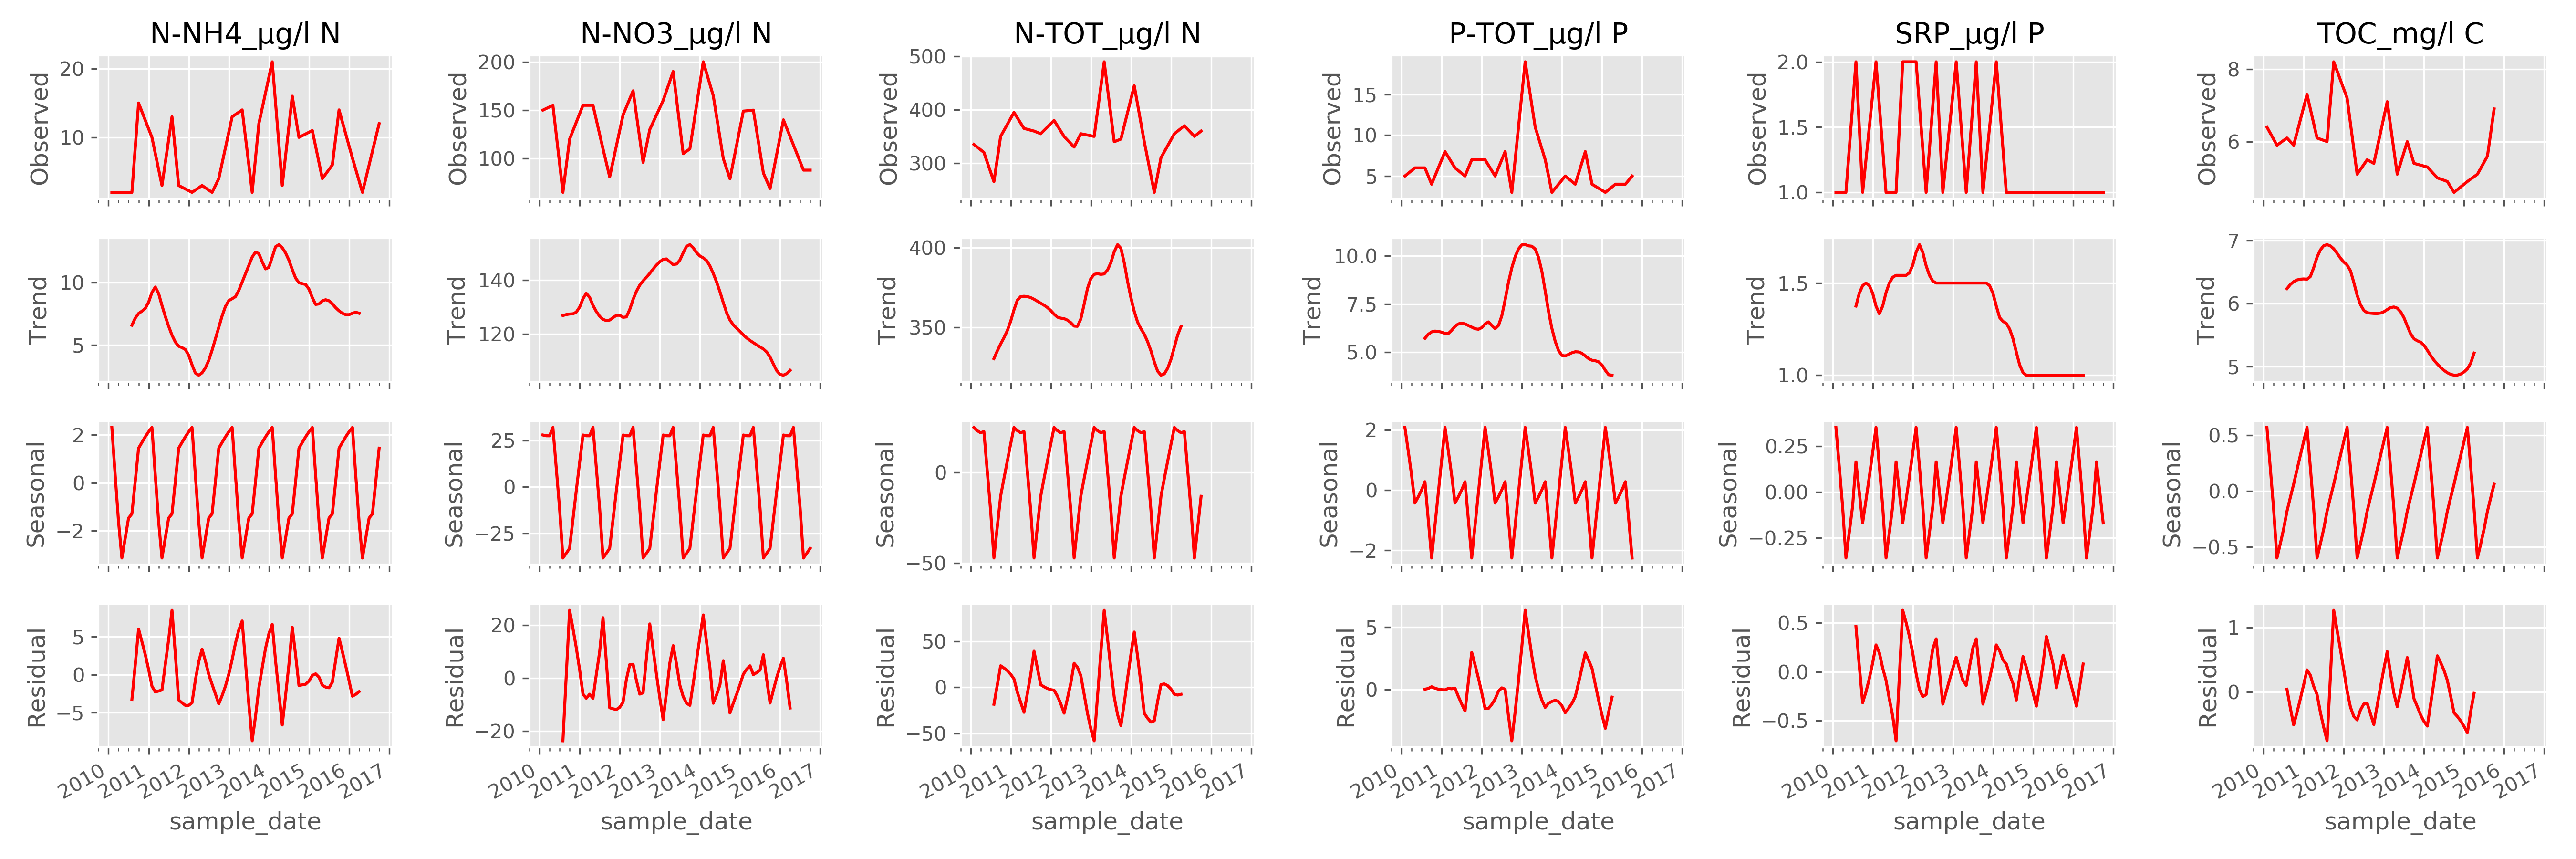 N-NH4_µg/l N N-NO3_µg/l N N-TOT_µg/l N P-TOT_µg/l P SRP_µg/l P TOC_mg/l C
Observed 20 10 Observed 200 150 100 Observed 500 400 300 Observed 15 10 5 Observed 2.0 1.5 1.0 Observed 8 6
Trend 10 5 Trend 140 120 Trend 400 350 Trend 10.0 7.5 5.0 Trend 1.5 1.0 Trend 7 6 5
Seasonal 2 0 −2 Seasonal 25 0 −25 Seasonal 0 −50 Seasonal 2 0 −2 Seasonal 0.25 0.00 −0.25 Seasonal 0.5 0.0 −0.5
Residual 5 0 −5 Residual 20 0 −20 Residual 50 0 −50 Residual 5 0 Residual 0.5 0.0 −0.5 Residual 1 0
2010 2011 2012 2013 2014 2015 2016 2017 2010 2011 2012 2013 2014 2015 2016 2017 2010 2011 2012 2013 2014 2015 2016 2017 2010 2011 2012 2013 2014 2015 2016 2017 2010 2011 2012 2013 2014 2015 2016 2017 2010 2011 2012 2013 2014 2015 2016 2017
sample_date sample_date sample_date sample_date sample_date sample_date